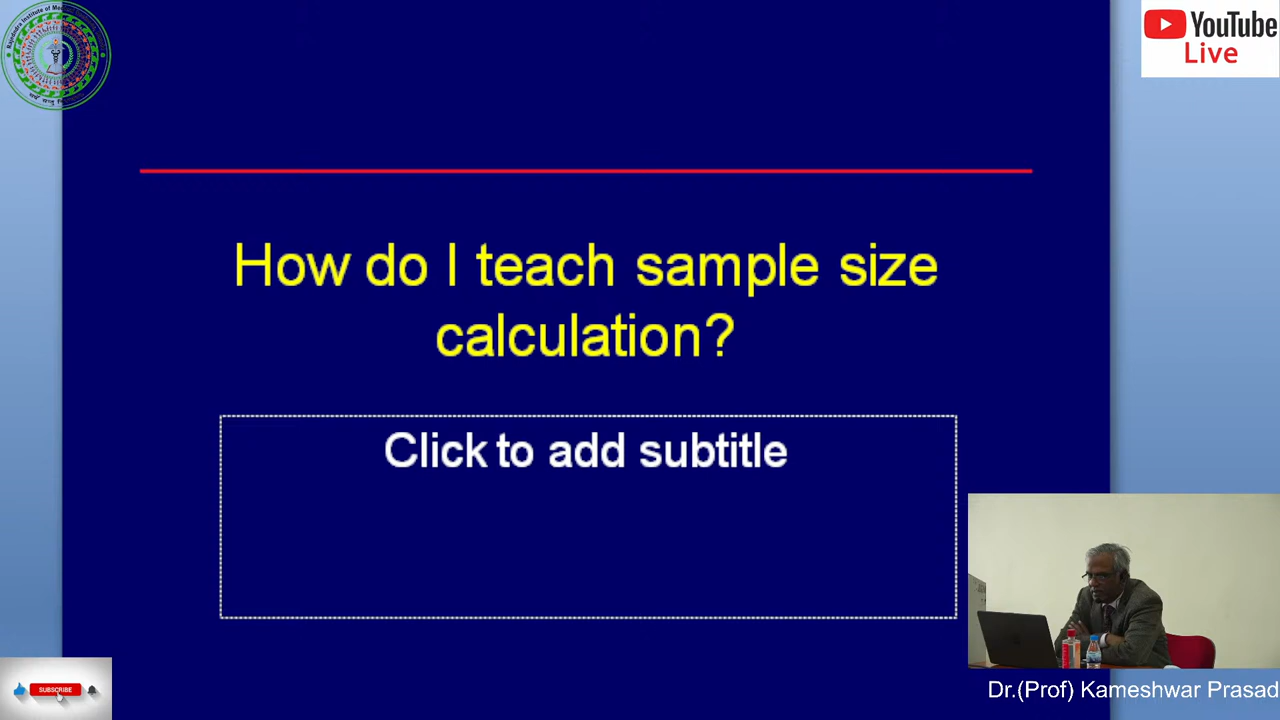 YouTube
Live
How do I teach sample size
calculation?
Click to add subtitle
SUBSCRIBE
Dr.(Prof) Kameshwar Prasad